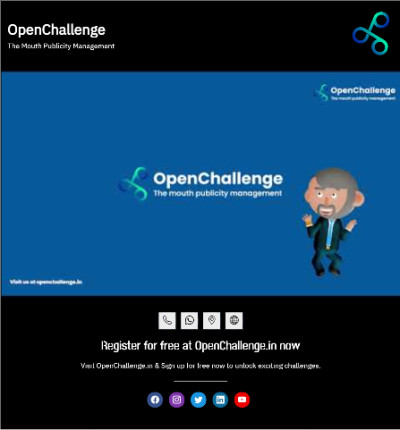 OpenChallenge
The Mouth Publicity Management
OpenChallenge
The mouth publicity management
OpenChallenge
The mouth publicity management
Visit us at openchallenge.in
Register for free at OpenChallenge.in now
Visit OpenChallenge.in & Sign up for free now to unlock exciting challenges.